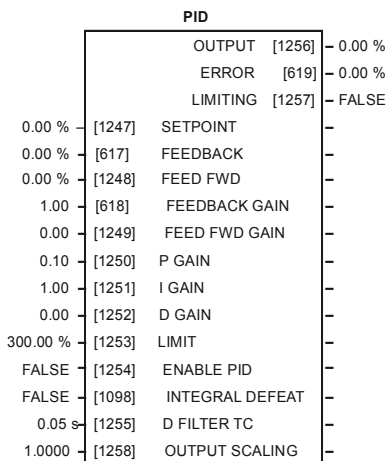 PID
OUTPUT [1256] – 0.00 %
ERROR [619] – 0.00 %
LIMITING [1257] – FALSE
0.00 % – [1247] SETPOINT –
0.00 % – [617] FEEDBACK –
0.00 % – [1248] FEED FWD –
1.00 – [618] FEEDBACK GAIN –
0.00 – [1249] FEED FWD GAIN –
0.10 – [1250] P GAIN –
1.00 – [1251] I GAIN –
0.00 – [1252] D GAIN –
300.00 % – [1253] LIMIT –
FALSE – [1254] ENABLE PID –
FALSE – [1098] INTEGRAL DEFEAT –
0.05 s – [1255] D FILTER TC –
1.0000 – [1258] OUTPUT SCALING –